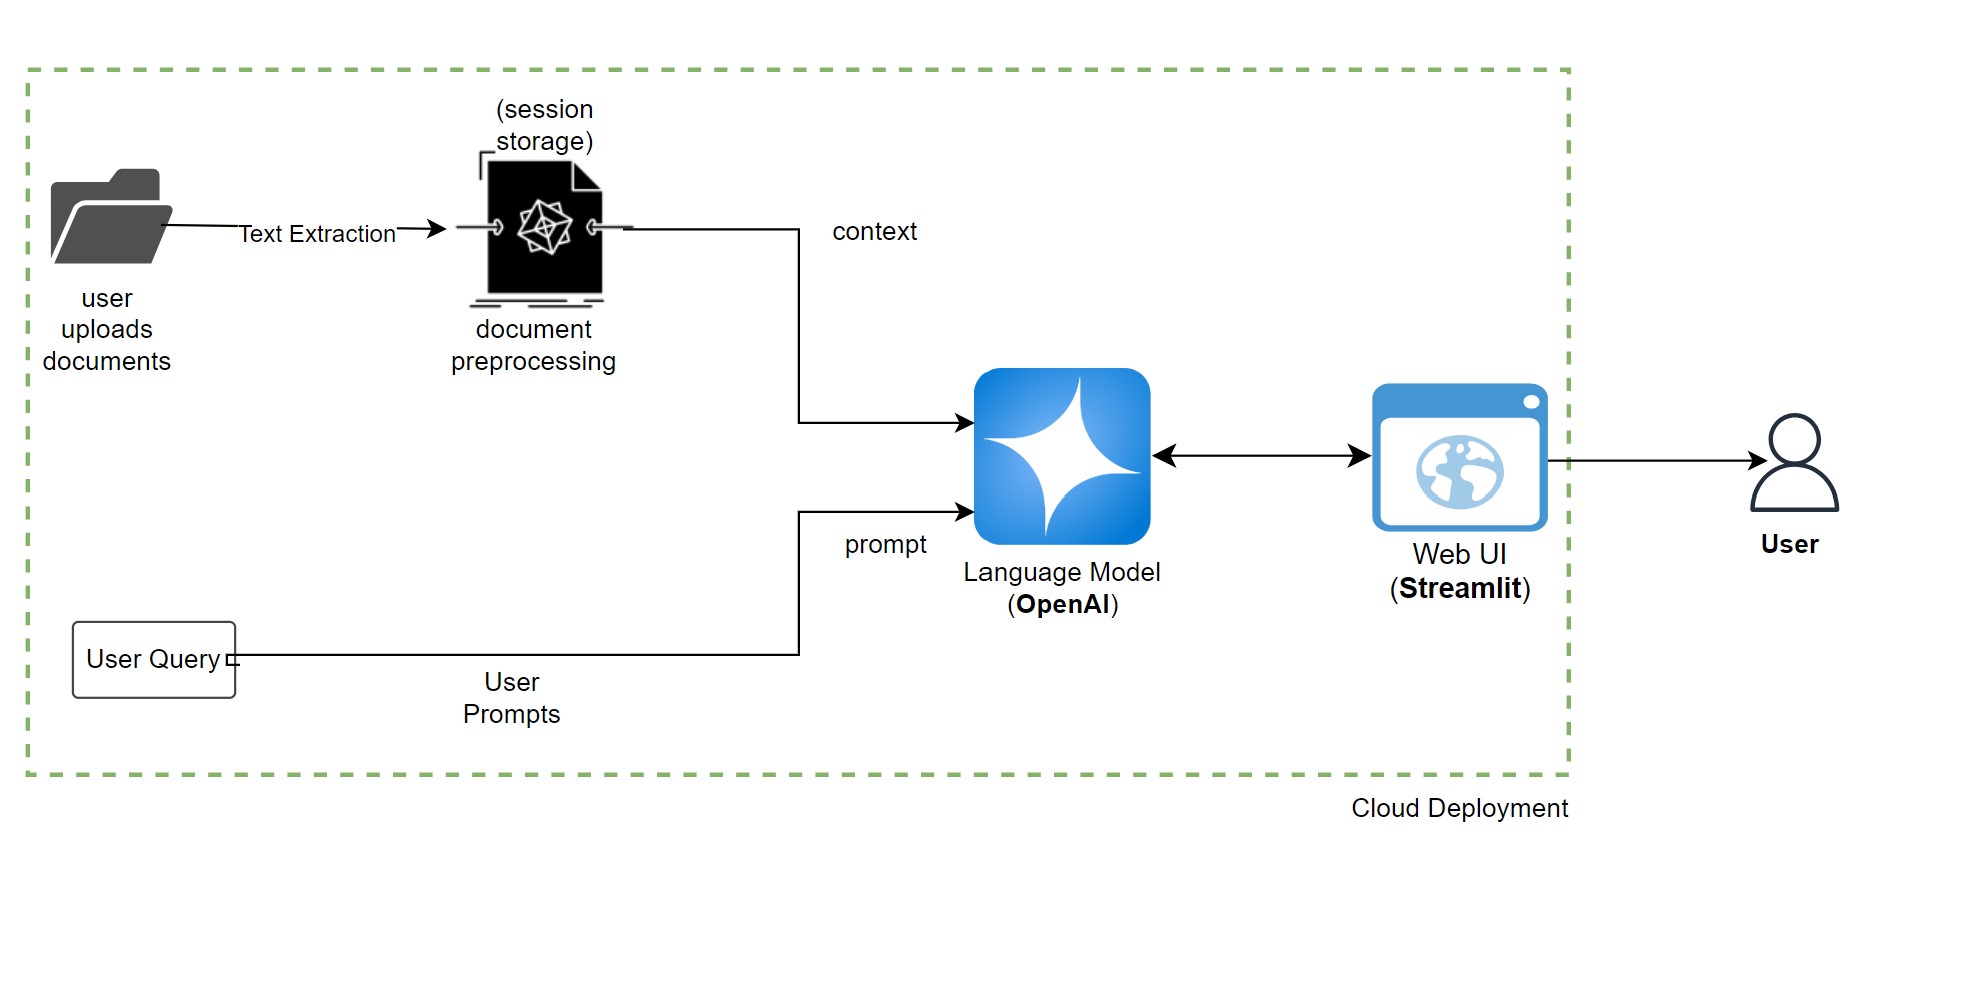 (session
storage)
Text Extraction
context
user
uploads
documents
document
preprocessing
prompt
Language Model
(OpenAI)
Web UI
(Streamlit)
User
User Query
User
Prompts
Cloud Deployment